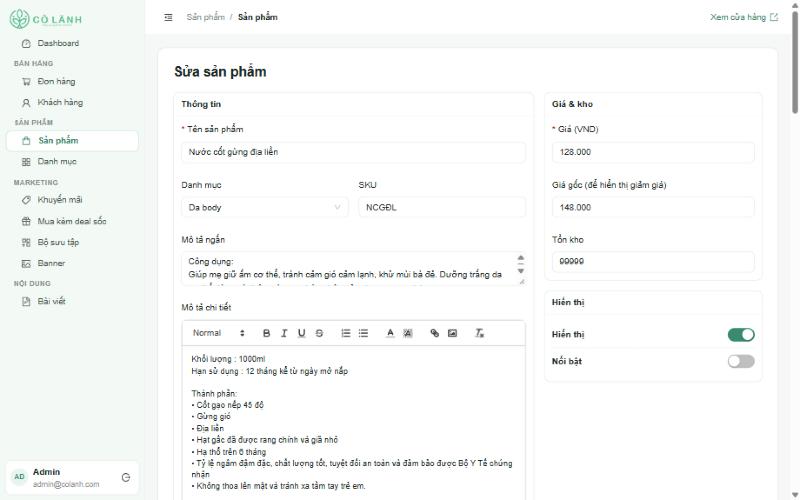 CỎ LÀNH
Dashboard
BÁN HÀNG
Đơn hàng
Khách hàng
SẢN PHẨM
Sản phẩm
Danh mục
MARKETING
Khuyến mãi
Mua kèm deal sốc
Bộ sưu tập
Banner
NỘI DUNG
Bài viết
AD
Admin
admin@colanh.com
Sản phẩm / Sản phẩm
Xem cửa hàng
Sửa sản phẩm
Thông tin
* Tên sản phẩm
Nước cốt gừng địa liền
Danh mục
SKU
Da body
NCGĐL
Mô tả ngắn
Công dụng:
Giúp mẹ giữ ấm cơ thể, tránh cảm gió cảm lạnh, khử mùi bà đẻ. Dưỡng trắng da
Mô tả chi tiết
Normal
Khối lượng : 1000ml
Hạn sử dụng : 12 tháng kể từ ngày mở nắp
Thành phần:
• Cốt gạo nếp 45 độ
• Gừng gió
• Địa liền
• Hạt gấc đã được rang chính và giã nhỏ
• Hạ thổ trên 6 tháng
• Tỷ lệ ngâm đậm đặc, chất lượng tốt, tuyệt đối an toàn và đảm bảo được Bộ Y Tế chứng
nhận
• Không thoa lên mặt và tránh xa tầm tay trẻ em.
Giá & kho
* Giá (VND)
128.000
Giá gốc (để hiển thị giảm giá)
148.000
Tồn kho
99999
Hiển thị
Hiển thị
Nổi bật